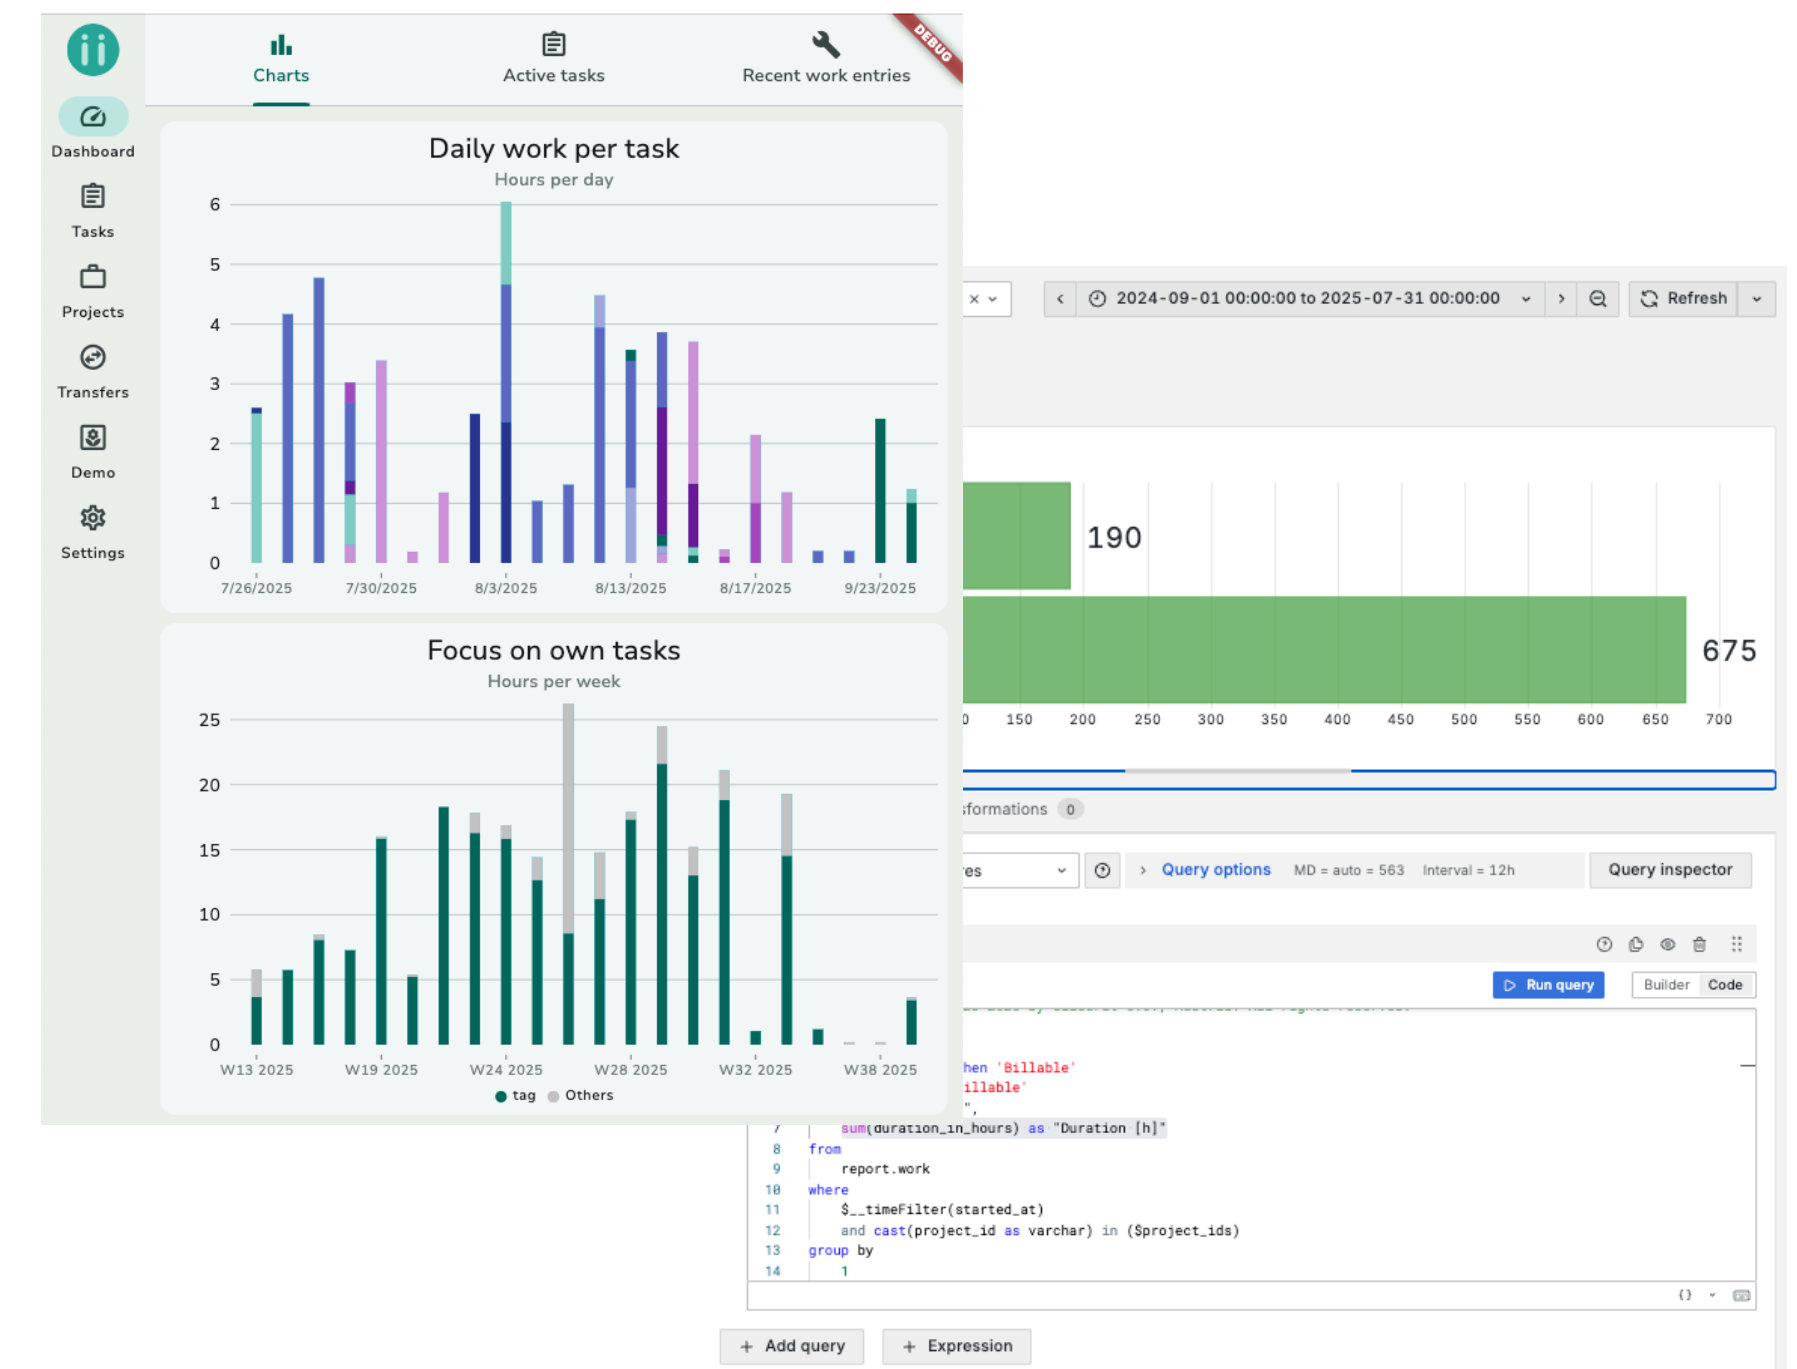 ii
Charts
Active tasks
Recent work entries
DEBUG
Dashboard
Tasks
Projects
Transfers
Demo
Settings
Daily work per task
Hours per day
6
5
4
3
2
1
0
7/26/2025 7/30/2025 8/3/2025 8/13/2025 8/17/2025 9/23/2025
Focus on own tasks
Hours per week
25
20
15
10
5
0
W13 2025 W19 2025 W24 2025 W28 2025 W32 2025 W38 2025
tag Others
2024-09-01 00:00:00 to 2025-07-31 00:00:00
Refresh
190
675
0 150 200 250 300 350 400 450 500 550 600 650 700
sformations 0
res
Query options MD = auto = 563 Interval = 12h
Query inspector
Run query
Builder Code
hen 'Billable'
illable'
",
7 sum(duration_in_hours) as "Duration [h]"
8 from
9 report.work
10 where
11 $__timeFilter(started_at)
12 and cast(project_id as varchar) in ($project_ids)
13 group by
14 1
{}
+ Add query
+ Expression